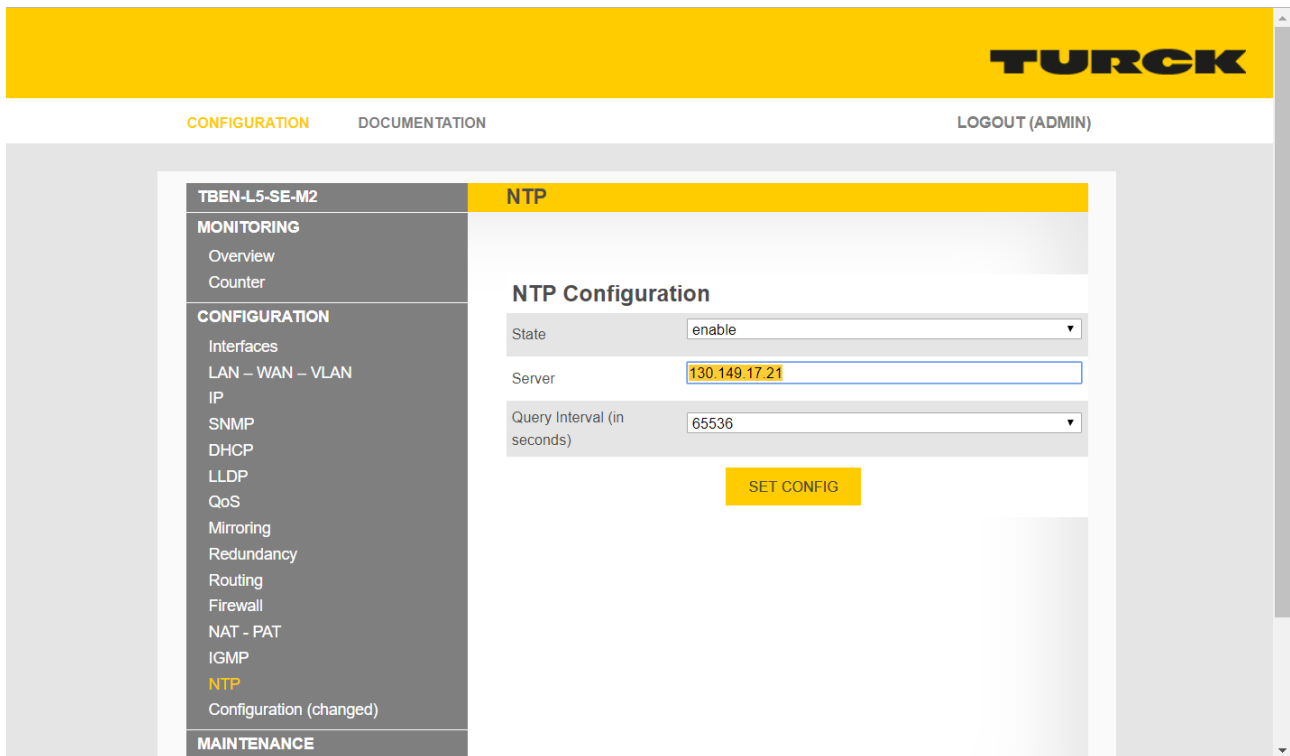 TURCK
CONFIGURATION DOCUMENTATION LOGOUT (ADMIN)
TBEN-L5-SE-M2
MONITORING
Overview
Counter
CONFIGURATION
Interfaces
LAN – WAN – VLAN
IP
SNMP
DHCP
LLDP
QoS
Mirroring
Redundancy
Routing
Firewall
NAT - PAT
IGMP
NTP
Configuration (changed)
MAINTENANCE
NTP
NTP Configuration
State enable
Server 130.149.17.21
Query Interval (in
seconds) 65536
SET CONFIG